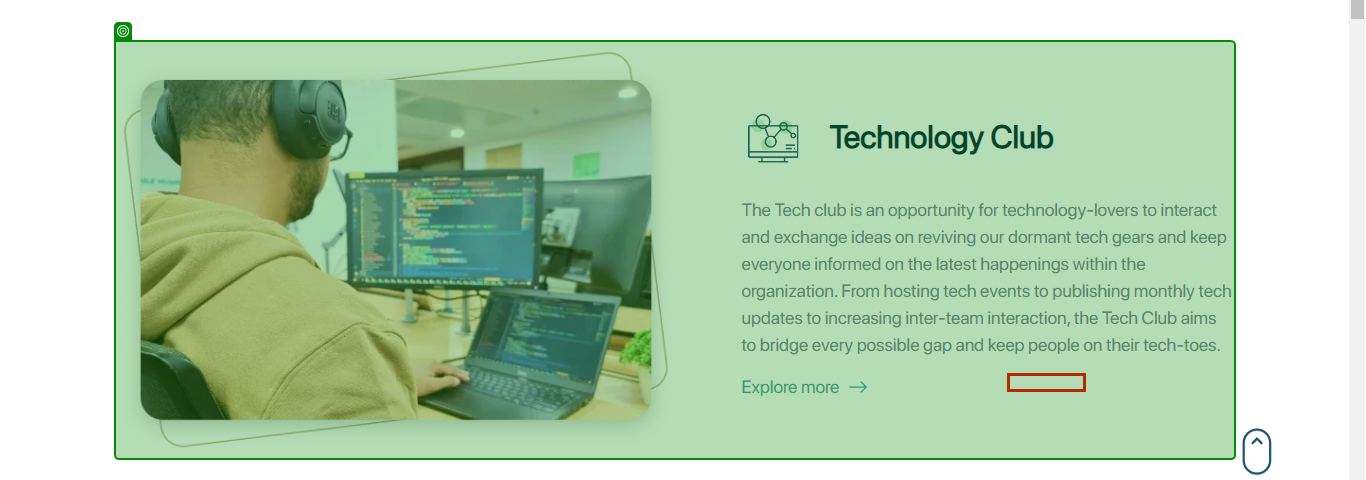 Technology Club
The Tech club is an opportunity for technology-lovers to interact
and exchange ideas on reviving our dormant tech gears and keep
everyone informed on the latest happenings within the
organization. From hosting tech events to publishing monthly tech
updates to increasing inter-team interaction, the Tech Club aims
to bridge every possible gap and keep people on their tech-toes.
Explore more